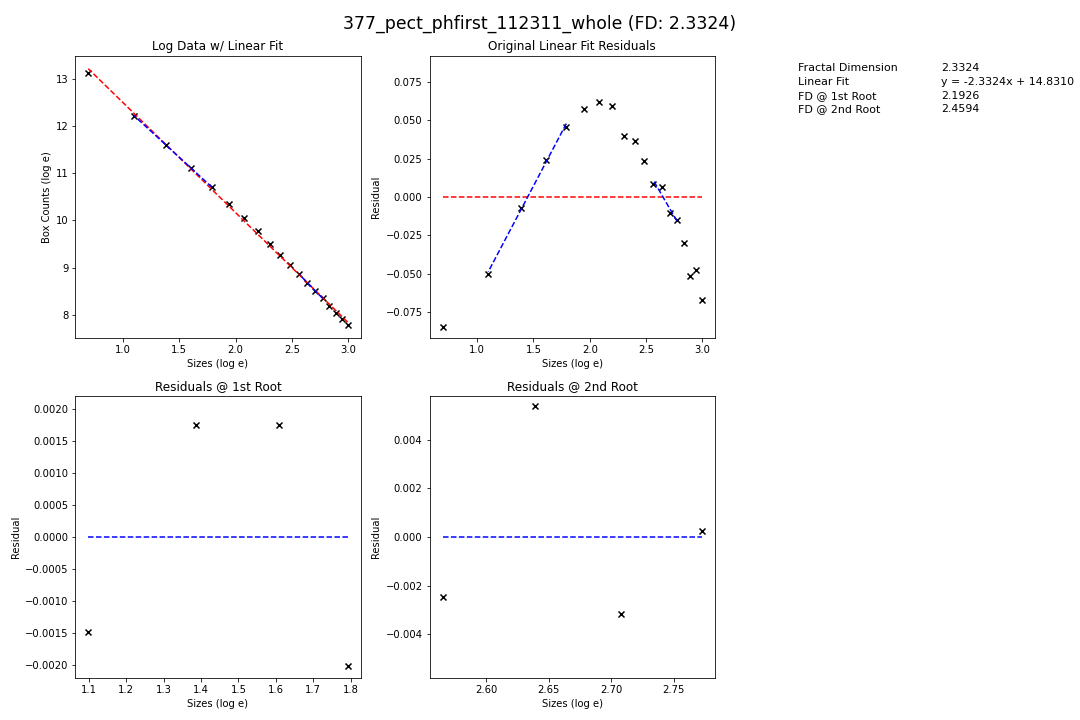 377_pect_phfirst_112311_whole (FD: 2.3324)
Log Data w/ Linear Fit
13
12
11
10
9
8
Box Counts (log e)
1.0 1.5 2.0 2.5 3.0
Sizes (log e)
Original Linear Fit Residuals
0.075
0.050
0.025
0.000
−0.025
−0.050
−0.075
Residual
1.0 1.5 2.0 2.5 3.0
Sizes (log e)
Fractal Dimension 2.3324
Linear Fit y = -2.3324x + 14.8310
FD @ 1st Root 2.1926
FD @ 2nd Root 2.4594
Residuals @ 1st Root
0.0020
0.0015
0.0010
0.0005
0.0000
−0.0005
−0.0010
−0.0015
−0.0020
Residual
1.1 1.2 1.3 1.4 1.5 1.6 1.7 1.8
Sizes (log e)
Residuals @ 2nd Root
0.004
0.002
0.000
−0.002
−0.004
Residual
2.60 2.65 2.70 2.75
Sizes (log e)